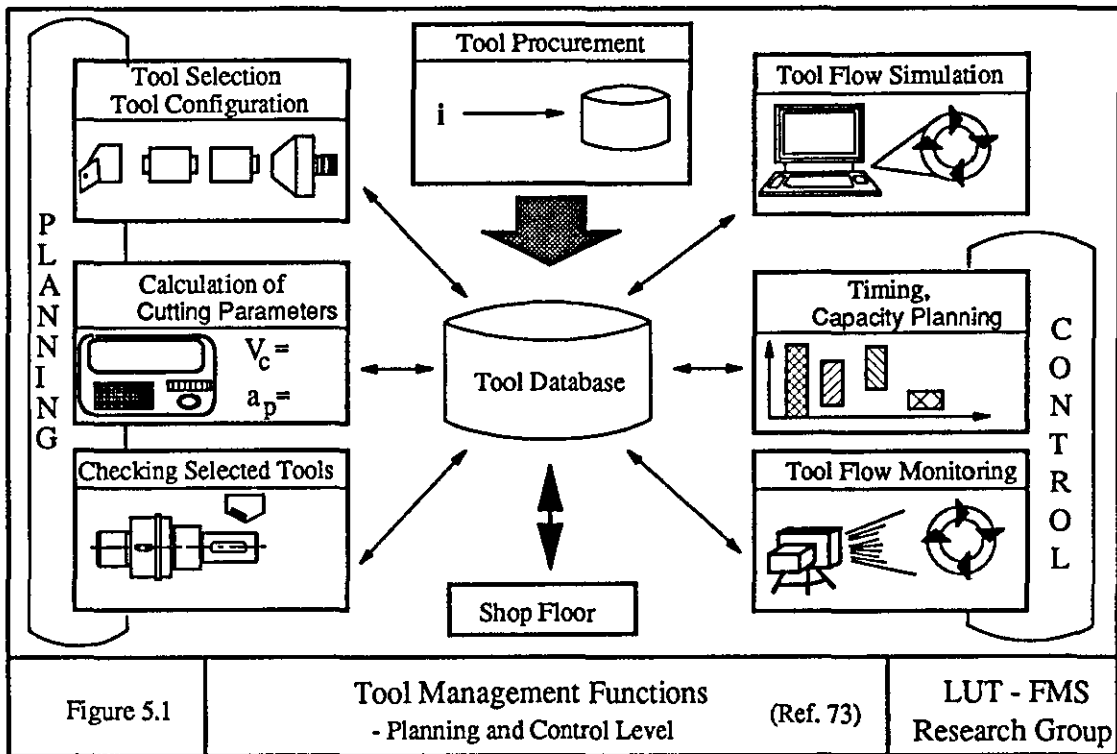 Tool Procurement
i
Tool Selection
Tool Configuration
Tool Flow Simulation
PLANNING
Calculation of
Cutting Parameters
Vc=
ap=
Tool Database
Timing,
Capacity Planning
CONTROL
Checking Selected Tools
Tool Flow Monitoring
Shop Floor
Figure 5.1
Tool Management Functions
- Planning and Control Level
(Ref. 73)
LUT - FMS
Research Group